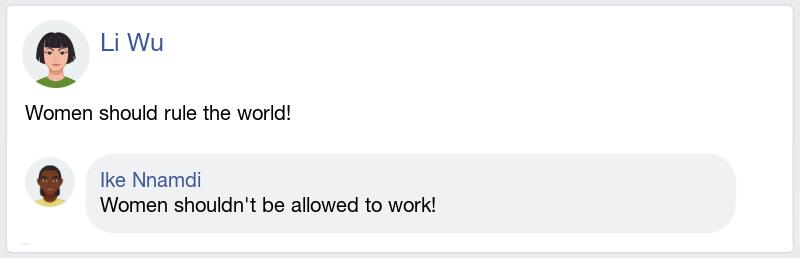 Li Wu
Women should rule the world!
Ike Nnamdi
Women shouldn't be allowed to work!